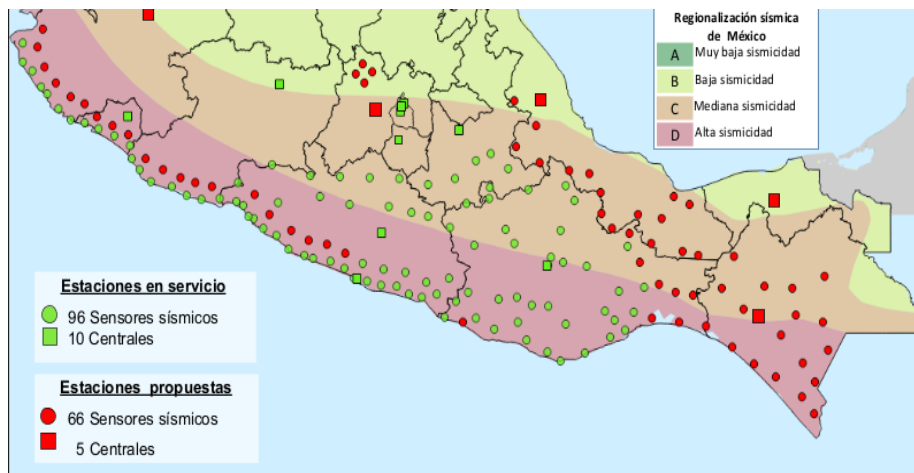 Regionalización sísmica
de México
A Muy baja sismicidad
B Baja sismicidad
C Mediana sismicidad
D Alta sismicidad
Estaciones en servicio
96 Sensores sísmicos
10 Centrales
Estaciones propuestas
66 Sensores sísmicos
5 Centrales